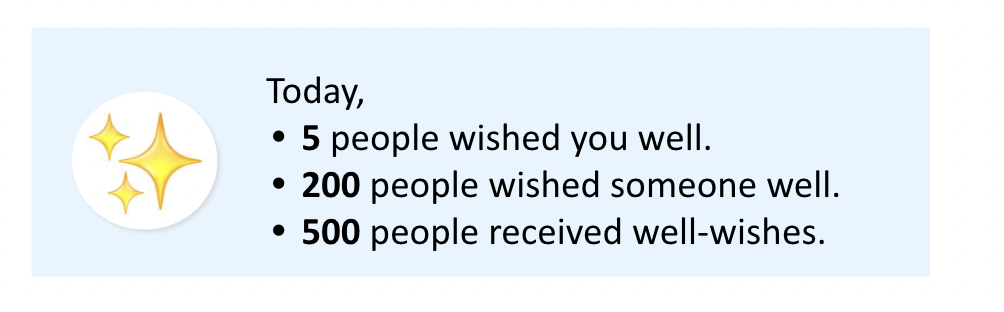 Today,
• 5 people wished you well.
• 200 people wished someone well.
• 500 people received well-wishes.